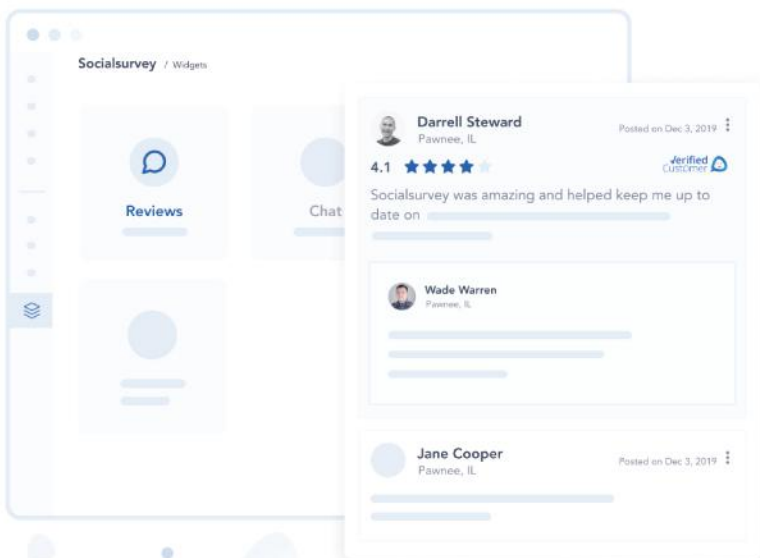 Socialsurvey / Widgets
Reviews
Chat
Darrell Steward
Pawnee, IL
Posted on Dec 3, 2019
4.1
Verified
Customer
Socialsurvey was amazing and helped keep me up to
date on
Wade Warren
Pawnee, IL
Jane Cooper
Pawnee, IL
Posted on Dec 3, 2019